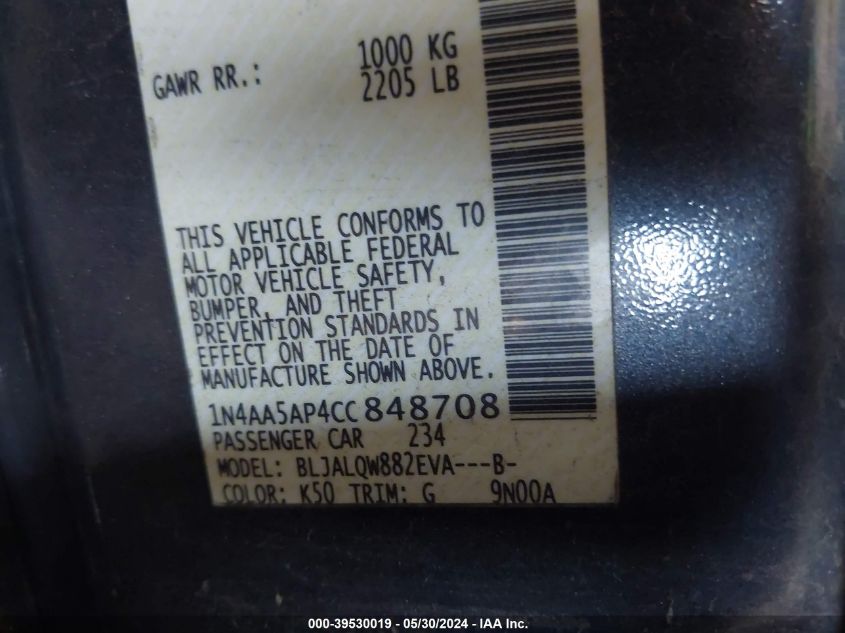 GAWR RR.: 1000 KG
2205 LB
THIS VEHICLE CONFORMS TO
ALL APPLICABLE FEDERAL
MOTOR VEHICLE SAFETY,
BUMPER, AND THEFT
PREVENTION STANDARDS IN
EFFECT ON THE DATE OF
MANUFACTURE SHOWN ABOVE.
1N4AA5AP4CC848708
PASSENGER CAR 234
MODEL: BLJALQW882EVA---B-
COLOR: K50 TRIM: G 9N00A
000-39530019 / 05/30/2024 - IAA Inc.